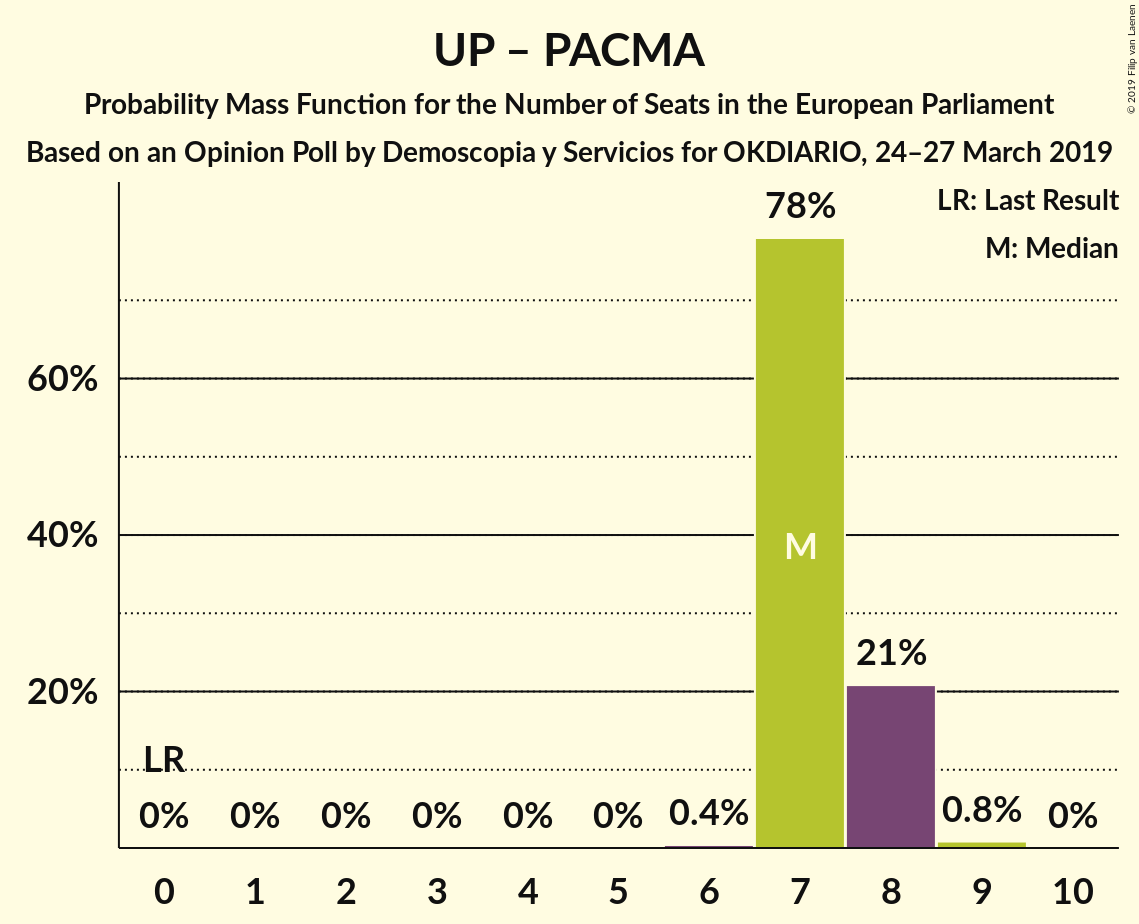 UP – PACMA
Probability Mass Function for the Number of Seats in the European Parliament
Based on an Opinion Poll by Demoscopia y Servicios for OKDIARIO, 24–27 March 2019
© 2019 Filip van Laenen
LR: Last Result
M: Median
78%
60%
40%
M
21%
20%
LR
0% 0% 0% 0% 0% 0% 0.4% 0.8% 0%
0 1 2 3 4 5 6 7 8 9 10